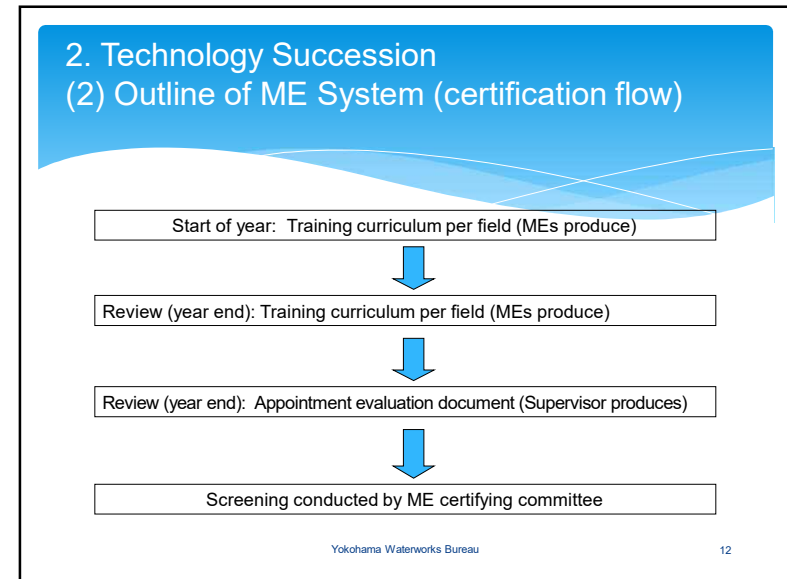 2. Technology Succession
(2) Outline of ME System (certification flow)
Start of year: Training curriculum per field (MEs produce)
Review (year end): Training curriculum per field (MEs produce)
Review (year end): Appointment evaluation document (Supervisor produces)
Screening conducted by ME certifying committee
Yokohama Waterworks Bureau
12